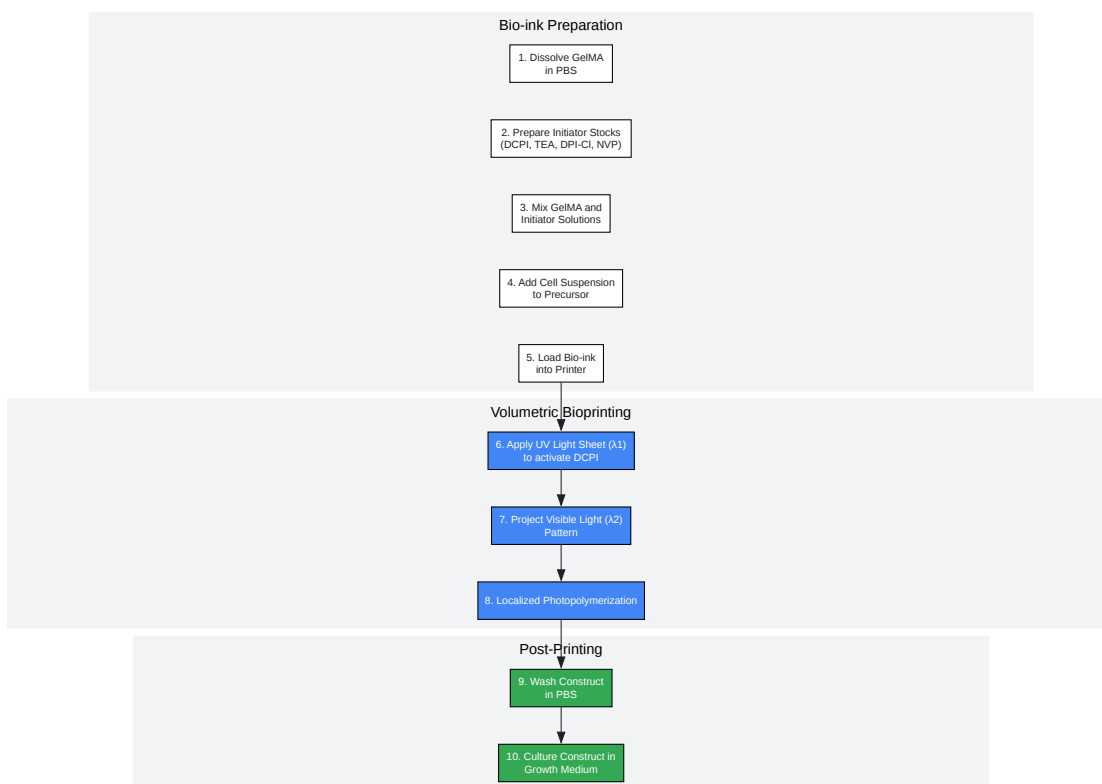 Bio-ink Preparation
1. Dissolve GelMA
in PBS
2. Prepare Initiator Stocks
(DCPI, TEA, DPI-Cl, NVP)
3. Mix GelMA and
Initiator Solutions
4. Add Cell Suspension
to Precursor
5. Load Bio-ink
into Printer
Volumetric Bioprinting
6. Apply UV Light Sheet (λ1)
to activate DCPI
7. Project Visible Light (λ2)
Pattern
8. Localized Photopolymerization
Post-Printing
9. Wash Construct
in PBS
10. Culture Construct in
Growth Medium